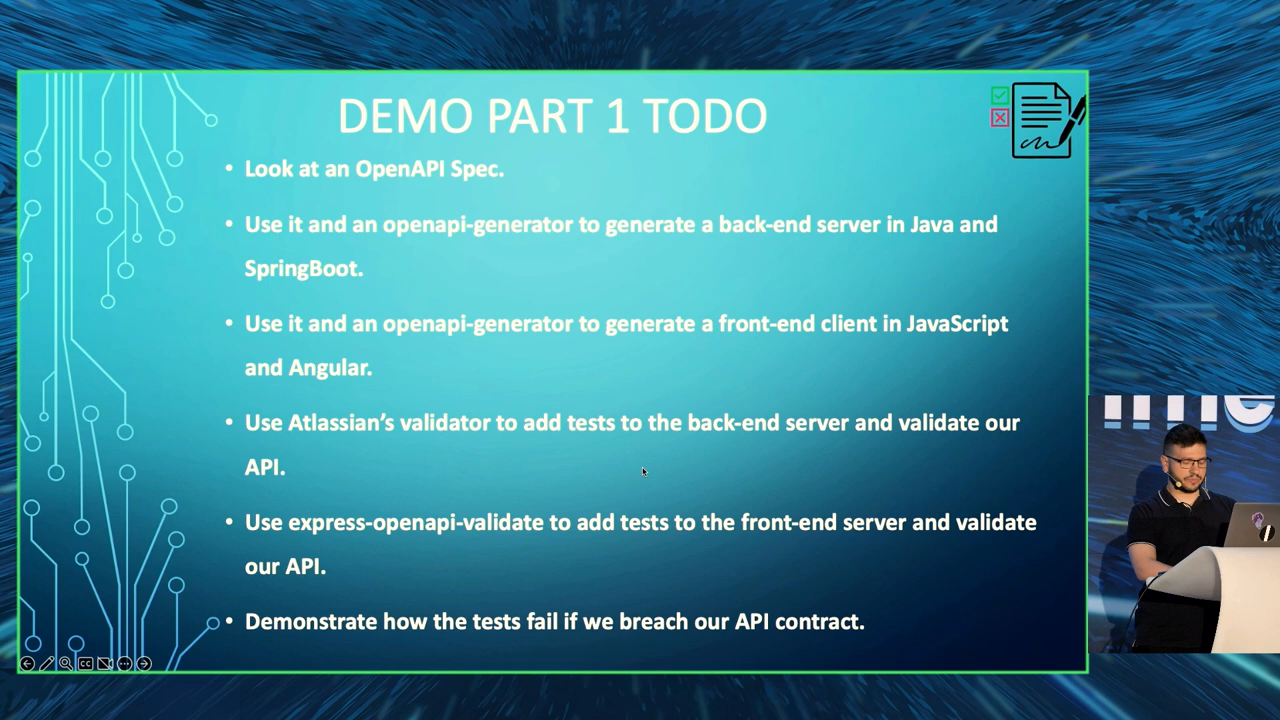 DEMO PART 1 TODO
• Look at an OpenAPI Spec.
• Use it and an openapi-generator to generate a back-end server in Java and
SpringBoot.
• Use it and an openapi-generator to generate a front-end client in JavaScript
and Angular.
• Use Atlassian’s validator to add tests to the back-end server and validate our
API.
• Use express-openapi-validate to add tests to the front-end server and validate
our API.
• Demonstrate how the tests fail if we breach our API contract.
CC